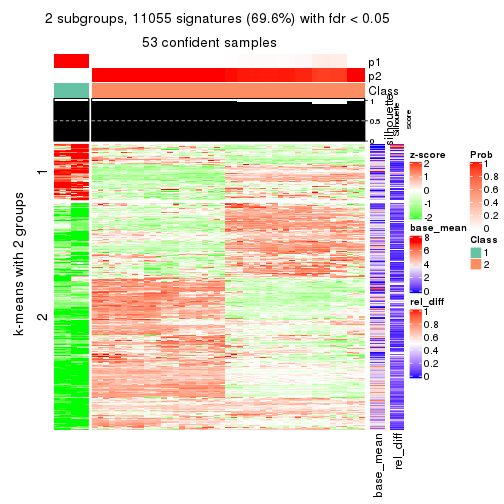 2 subgroups, 11055 signatures (69.6%) with fdr < 0.05
53 confident samples
p1
p2
Class
silhouette
Silhouette
score
1
0.5
0
k-means with 2 groups
1
2
z-score
2
1
0
-1
-2
base_mean
8
6
4
2
0
rel_diff
1
0.8
0.6
0.4
0.2
0
Prob
1
0.8
0.6
0.4
0.2
0
Class
1
2
base_mean
rel_diff